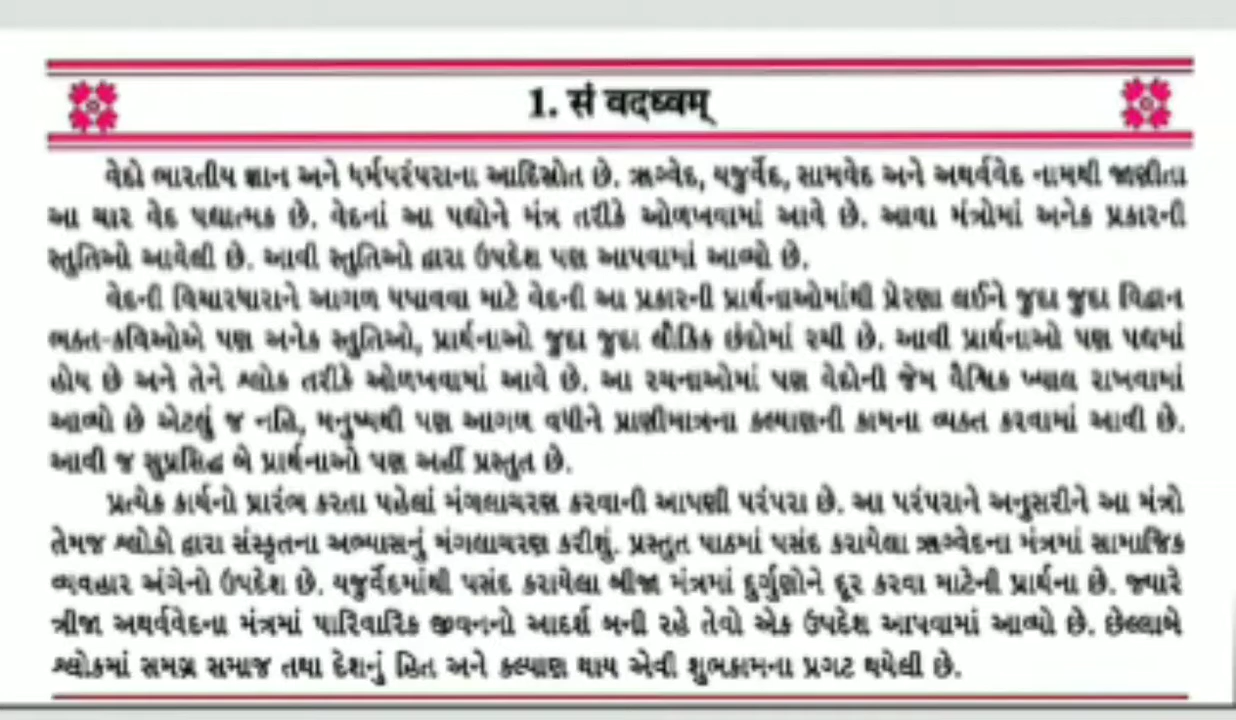 1. सं वदध्वम्
વેદો ભારતીય જ્ઞાન અને ધર્મપરંપરાના આદિસ્રોત છે. ઋગ્વેદ, યજુર્વેદ, સામવેદ અને અથર્વવેદ નામથી જાણીતા
આ ચાર વેદ પદ્યાત્મક છે. વેદનાં આ પદ્યોને મંત્ર તરીકે ઓળખવામાં આવે છે. આવા મંત્રોમાં અનેક પ્રકારની
સ્તુતિઓ આવેલી છે. આવી સ્તુતિઓ દ્વારા ઉપદેશ પણ આપવામાં આવ્યો છે.
વેદની વિચારધારાને આગળ ધપાવવા માટે વેદની આ પ્રકારની પ્રાર્થનાઓમાંથી પ્રેરણા લઈને જુદા જુદા વિદ્વાન
ભક્ત-કવિઓએ પણ અનેક સ્તુતિઓ, પ્રાર્થનાઓ જુદા જુદા લૌકિક છંદોમાં રચી છે. આવી પ્રાર્થનાઓ પણ પદ્યમાં
હોય છે અને તેને શ્લોક તરીકે ઓળખવામાં આવે છે. આ રચનાઓમાં પણ વેદોની જેમ વૈશ્વિક ખ્યાલ રાખવામાં
આવ્યો છે એટલું જ નહિ, મનુષ્યથી પણ આગળ વધીને પ્રાણીમાત્રના કલ્યાણની કામના વ્યક્ત કરવામાં આવી છે.
આવી જ સુપ્રસિદ્ધ બે પ્રાર્થનાઓ પણ અહીં પ્રસ્તુત છે.
પ્રત્યેક કાર્યનો પ્રારંભ કરતા પહેલાં મંગલાચરણ કરવાની આપણી પરંપરા છે. આ પરંપરાને અનુસરીને આ મંત્રો
તેમજ શ્લોકો દ્વારા સંસ્કૃતના અભ્યાસનું મંગલાચરણ કરીશું. પ્રસ્તુત પાઠમાં પસંદ કરાયેલા ઋગ્વેદના મંત્રમાં સામાજિક
વ્યવહાર અંગેનો ઉપદેશ છે. યજુર્વેદમાંથી પસંદ કરાયેલા બીજા મંત્રમાં દુર્ગુણોને દૂર કરવા માટેની પ્રાર્થના છે. જ્યારે
ત્રીજા અથર્વવેદના મંત્રમાં પારિવારિક જીવનનો આદર્શ બની રહે તેવો એક ઉપદેશ આપવામાં આવ્યો છે. છેલ્લાબે
શ્લોકમાં સમગ્ર સમાજ તથા દેશનું હિત અને કલ્યાણ થાય એવી શુભકામના પ્રગટ થયેલી છે.